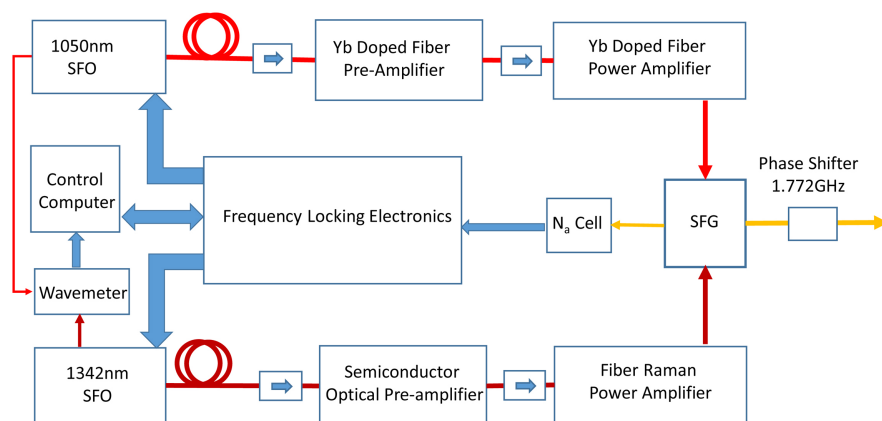 1050nm
SFO
Yb Doped Fiber
Pre-Amplifier
Yb Doped Fiber
Power Amplifier
Phase Shifter
1.772GHz
Control
Computer
Frequency Locking Electronics
Na Cell
SFG
Wavemeter
1342nm
SFO
Semiconductor
Optical Pre-amplifier
Fiber Raman
Power Amplifier